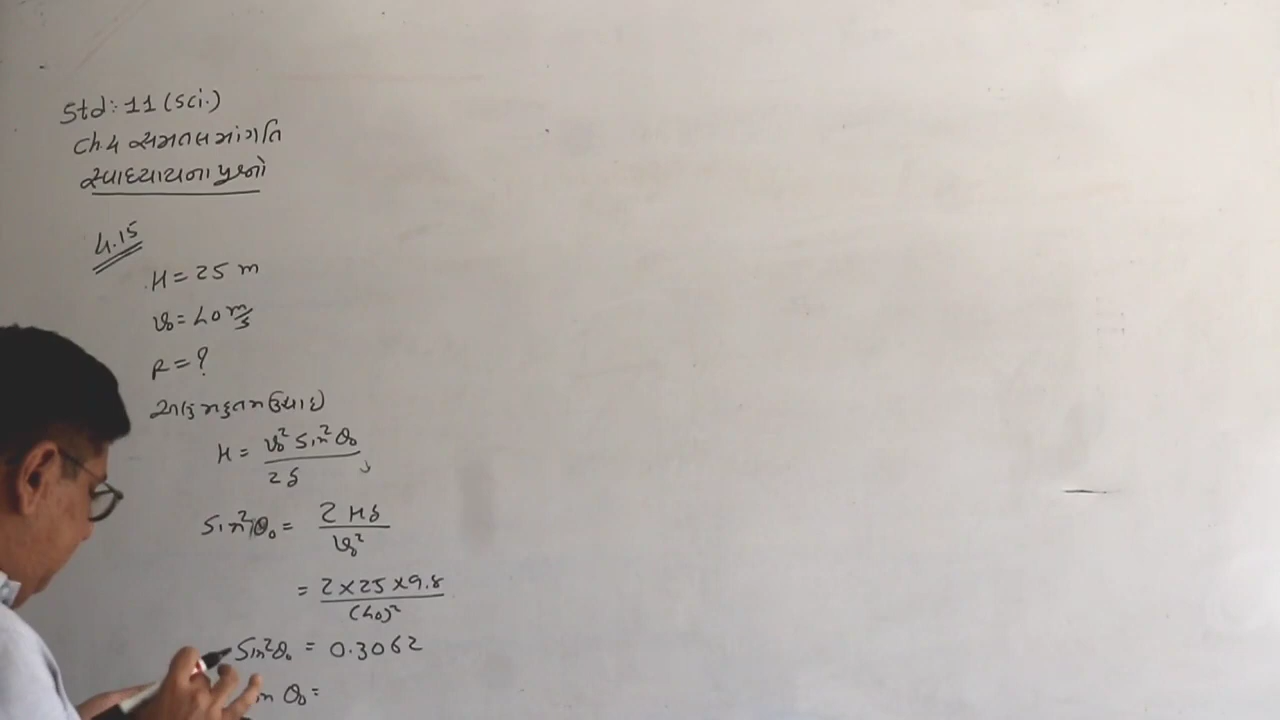 Std: 11 (Sci.)
Ch.4 સમતલમાં ગતિ
સ્વાધ્યાયના પ્રશ્નો
4.15
H = 25 m
v₀ = 40 m/s
R = ?
મહત્તમ ઊંચાઈ
H = v₀² Sin²θ₀ / 2g
Sin²θ₀ = 2Hg / v₀²
= 2×25×9.8 / (40)²
Sin²θ₀ = 0.3062
θ₀ =